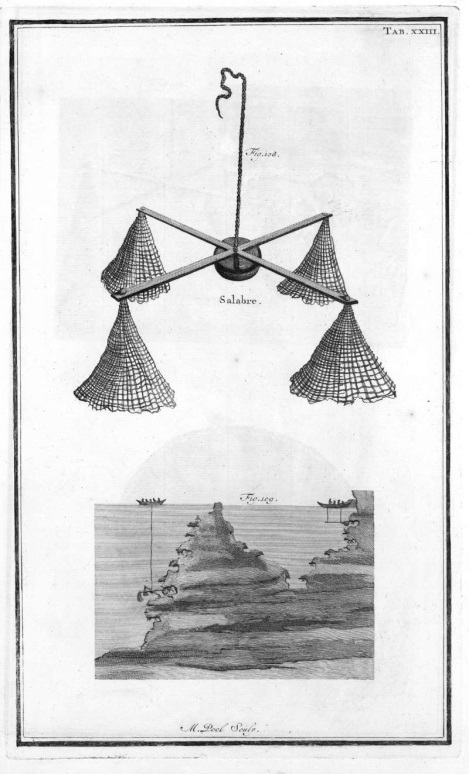 TAB. XXIII.
Fig. 108.
Salabre.
Fig. 109.
M. Pool Sculp.